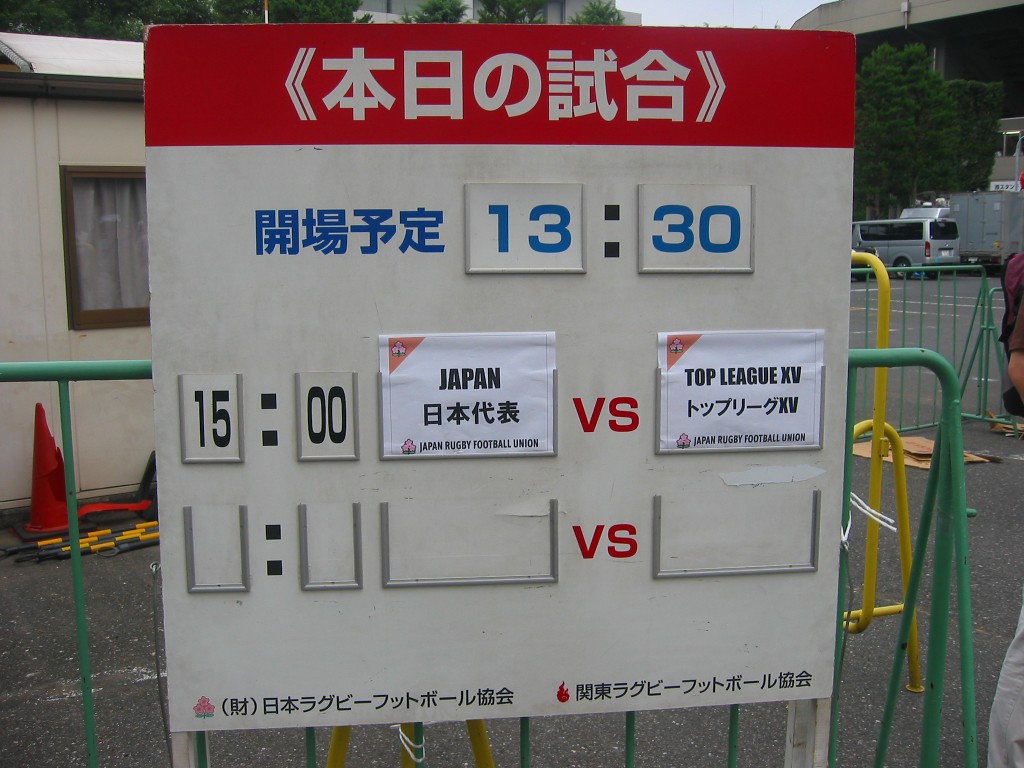 《本日の試合》
開場予定 13:30
15:00
JAPAN
日本代表
JAPAN RUGBY FOOTBALL UNION
VS
TOP LEAGUE XV
トップリーグXV
JAPAN RUGBY FOOTBALL UNION
:
VS
(財)日本ラグビーフットボール協会
関東ラグビーフットボール協会